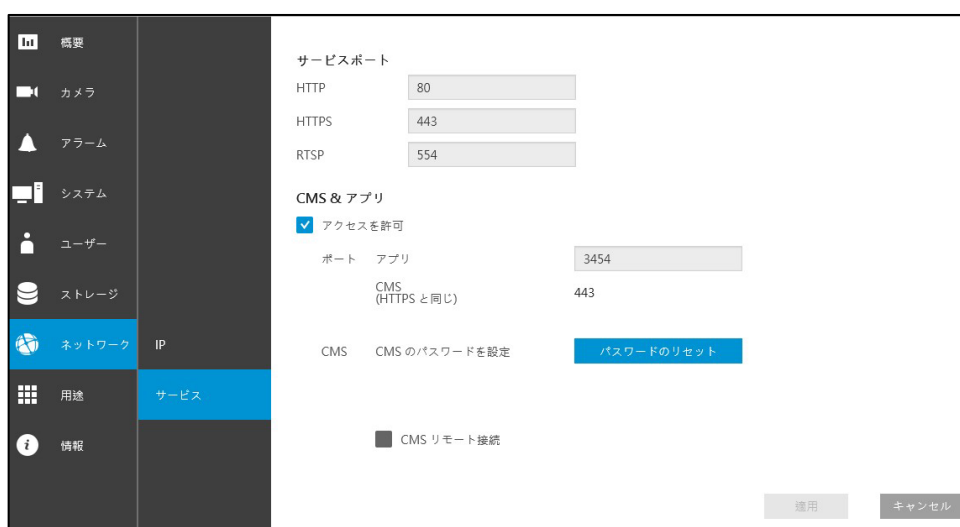 概要
カメラ
アラーム
システム
ユーザー
ストレージ
ネットワーク
用途
情報
IP
サービス
サービスポート
HTTP 80
HTTPS 443
RTSP 554
CMS & アプリ
アクセスを許可
ポート アプリ 3454
CMS
(HTTPS と同じ) 443
CMS CMS のパスワードを設定 パスワードのリセット
CMS リモート接続
適用 キャンセル